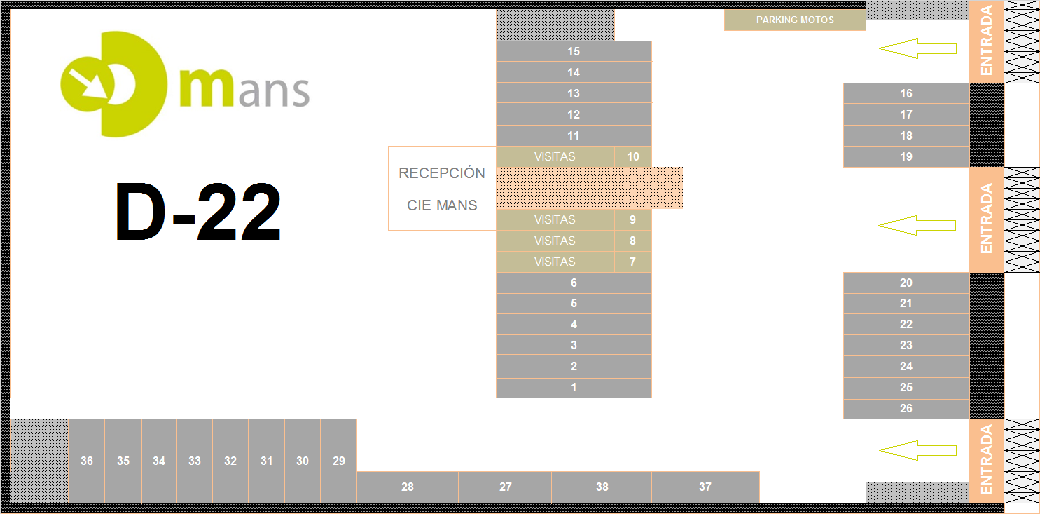 mans
D-22
RECEPCIÓN
CIE MANS
15
14
13
12
11
VISITAS 10
VISITAS 9
VISITAS 8
VISITAS 7
6
5
4
3
2
1
PARKING MOTOS
ENTRADA
16
17
18
19
ENTRADA
20
21
22
23
24
25
26
ENTRADA
36 35 34 33 32 31 30 29
28 27 38 37